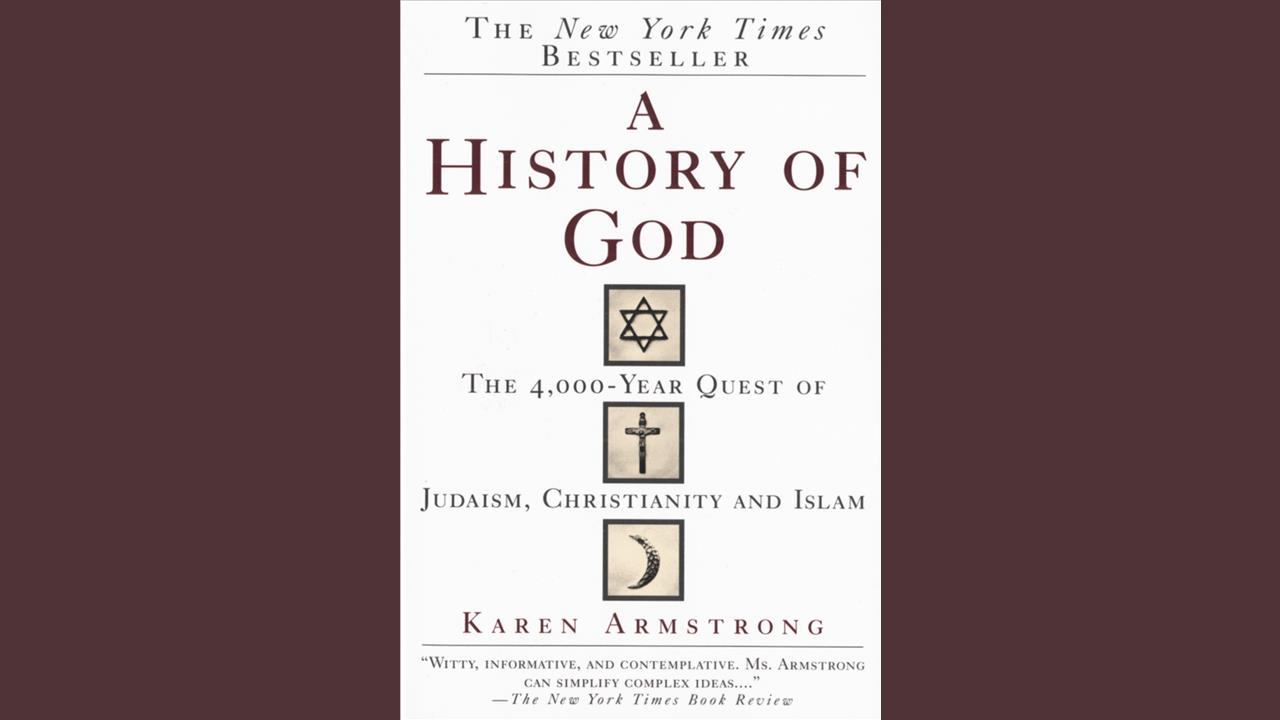 THE New York Times
BESTSELLER
A
HISTORY OF
GOD
THE 4,000-YEAR QUEST OF
JUDAISM, CHRISTIANITY AND ISLAM
KAREN ARMSTRONG
“WITTY, INFORMATIVE, AND CONTEMPLATIVE. MS. ARMSTRONG
CAN SIMPLIFY COMPLEX IDEAS....”
—The New York Times Book Review